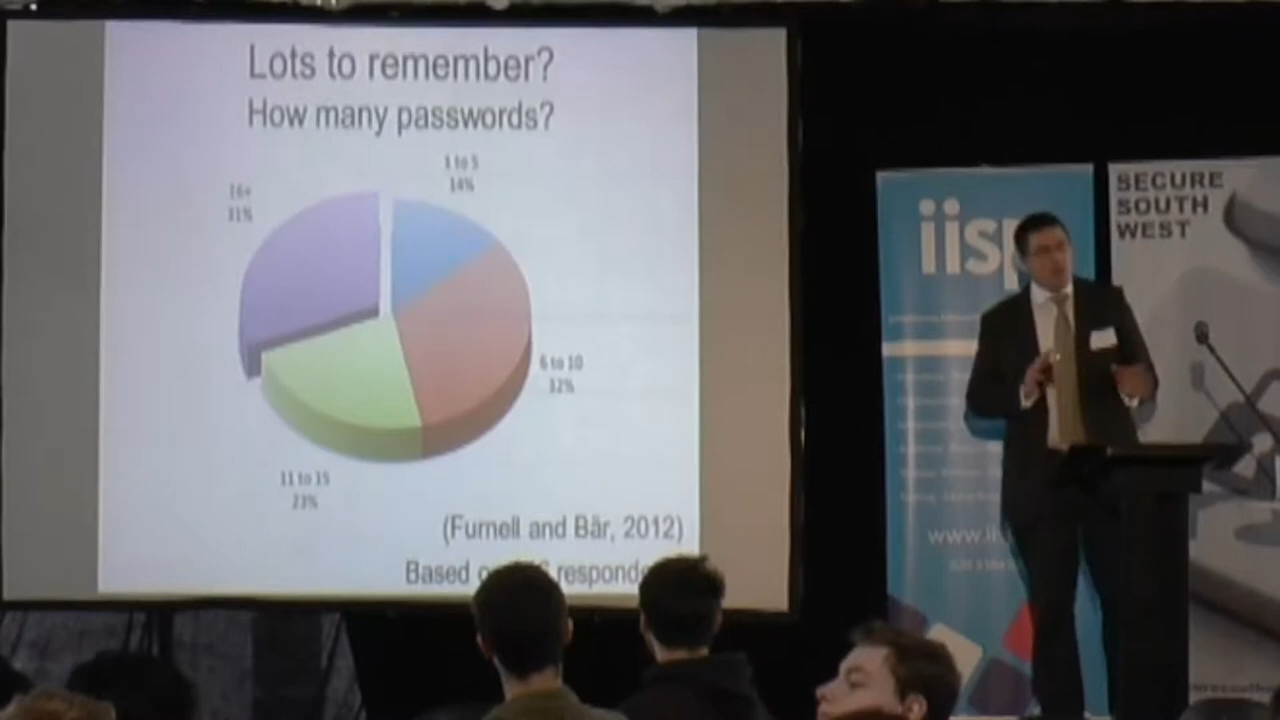 Lots to remember?
How many passwords?
1 to 5
14%
16+
31%
6 to 10
32%
11 to 15
23%
(Furnell and Bär, 2012)
Based
iisp
www.
SECURE
SOUTH
WEST